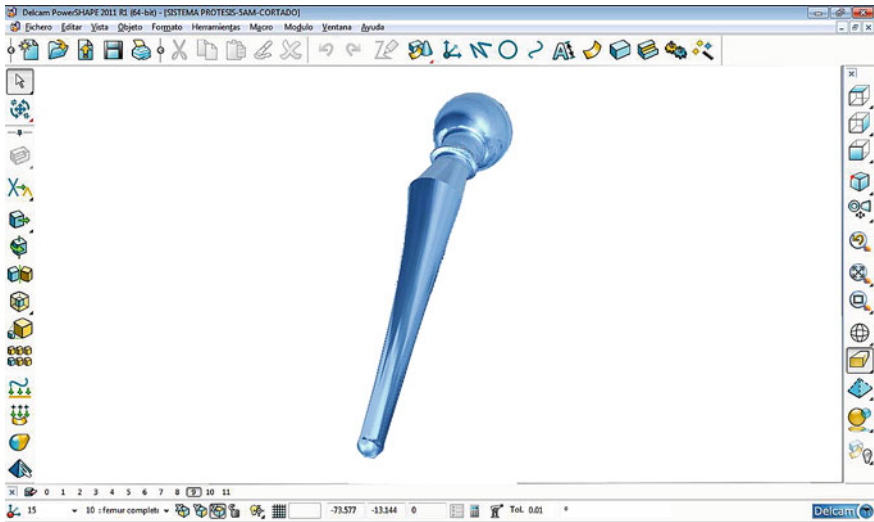 Delcam PowerSHAPE 2011 R1 (64-bit) - [SISTEMA PROTESIS-5AM-CORTADO]
Fichero Editar Vista Objeto Formato Herramientas Macro Modulo Ventana Ayuda
0 1 2 3 4 5 6 7 8 9 10 11
15 10 :femur completo -73.577 -13.144 0 Tol. 0.01 Delcam